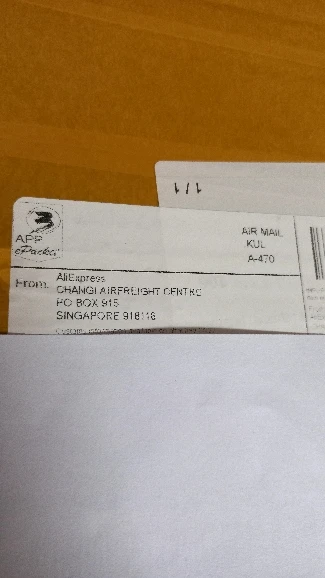 1/1
APP
ePacket
AIR MAIL
KUL
A-470
From:
AliExpress
CHANGI AIRFREIGHT CENTRE
PO BOX 915
SINGAPORE 918116